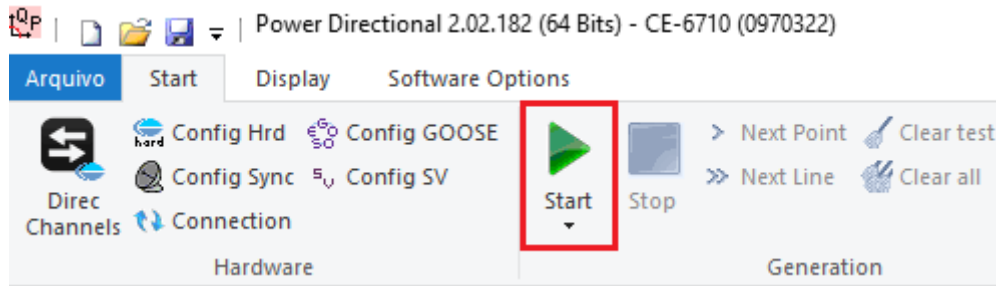 Power Directional 2.02.182 (64 Bits) - CE-6710 (0970322)
Arquivo Start Display Software Options
Direc Channels
hard Config Hrd Config GOOSE
Config Sync Config SV
Connection
Start Stop
Next Point Clear test
Next Line Clear all
Hardware Generation